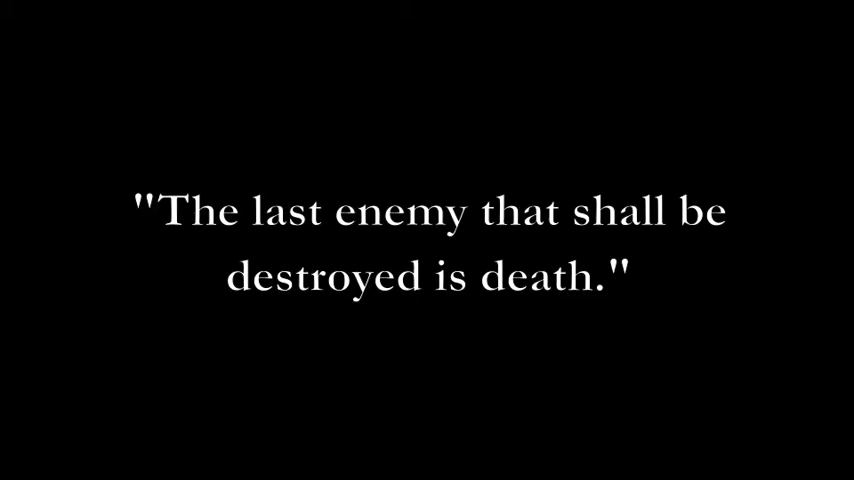 "The last enemy that shall be
destroyed is death."